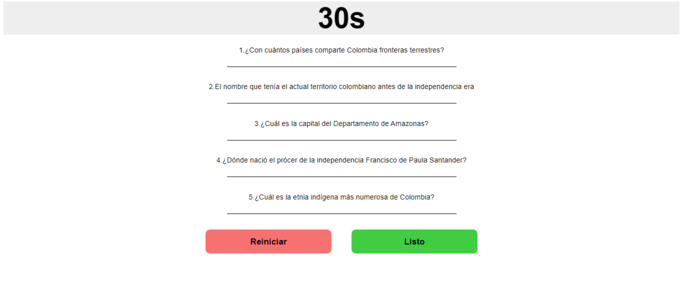 30s
1.¿Con cuántos países comparte Colombia fronteras terrestres?
2.El nombre que tenía el actual territorio colombiano antes de la independencia era
3.¿Cuál es la capital del Departamento de Amazonas?
4.¿Dónde nació el prócer de la independencia Francisco de Paula Santander?
5.¿Cuál es la etnia indígena más numerosa de Colombia?
Reiniciar
Listo